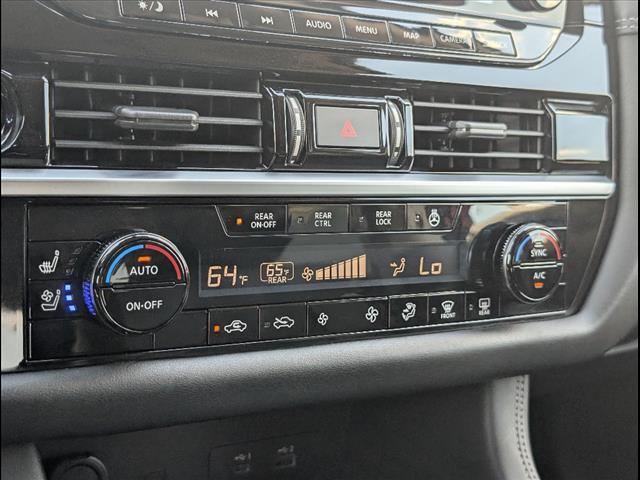 AUDIO MENU MAP CAMERA
REAR ON·OFF REAR CTRL REAR LOCK
AUTO
ON·OFF
64°F 65°F REAR Lo
SYNC
A/C
FRONT REAR